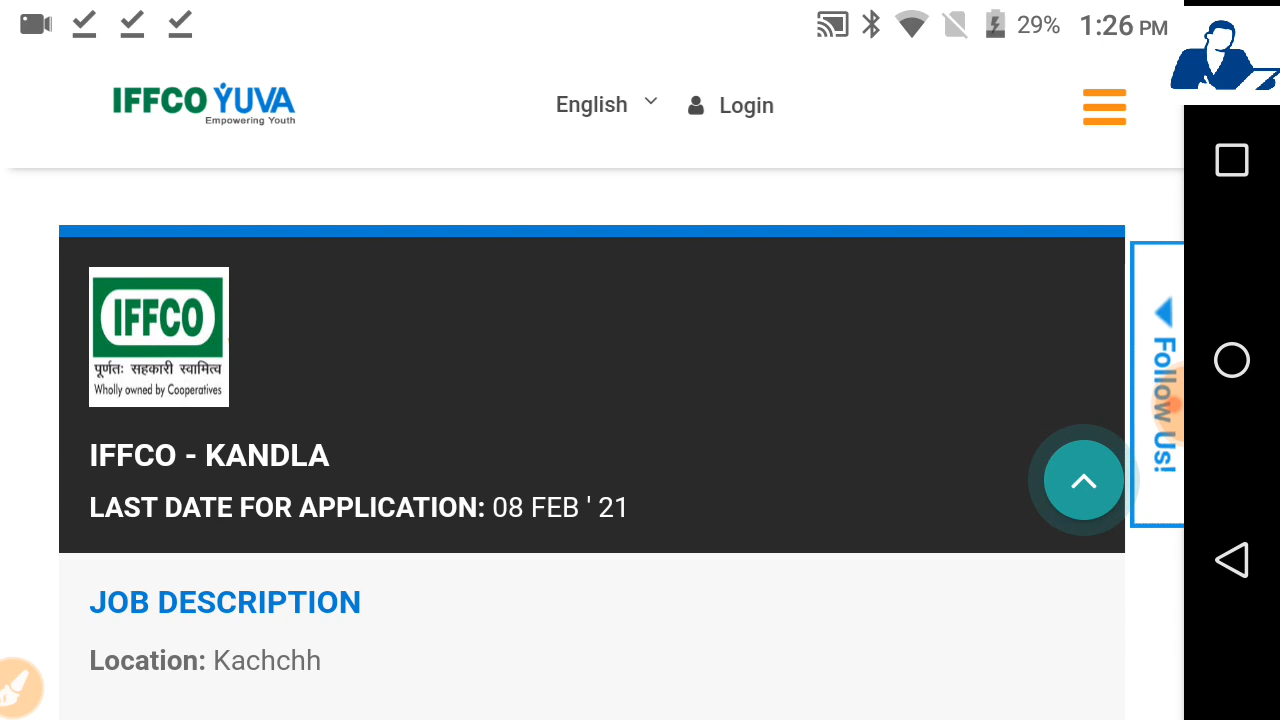 29% 1:26 PM
IFFCO YUVA
Empowering Youth
English
Login
IFFCO
पूर्णतः सहकारी स्वामित्व
Wholly owned by Cooperatives
IFFCO - KANDLA
LAST DATE FOR APPLICATION: 08 FEB ' 21
Follow Us!
JOB DESCRIPTION
Location: Kachchh